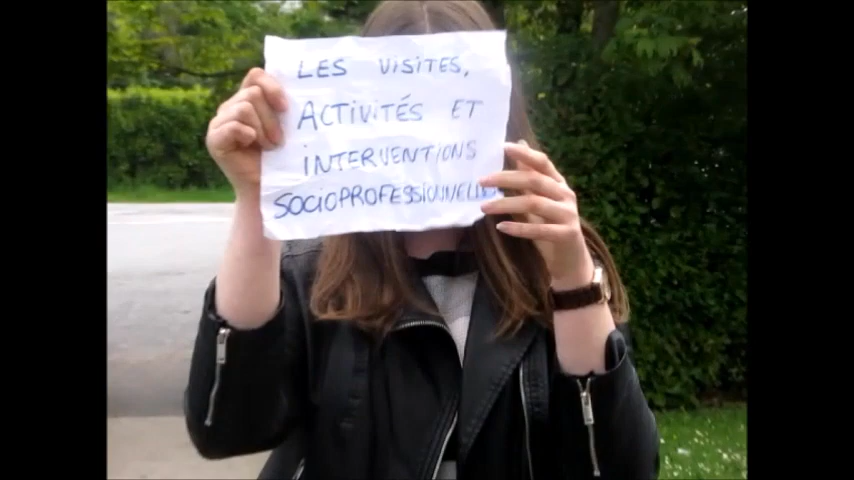 LES VISITES,
ACTIVITÉS ET
INTERVENTIONS
SOCIOPROFESSIONNELLES